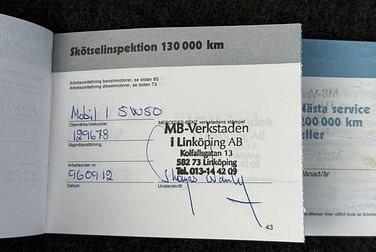 Skötselinspektion 130 000 km
Arbetsomfattning bensinmotorer, se sidan 65
Arbetsomfattning dieselmotorer, se sidan 73
Mobil 1 5W50
Oljemärke/viskositet
MERCEDES-BENZ verkstadens stämpel
129678
Vägmätarställning
MB-Verkstaden
i Linköping AB
Kolfallsgatan 13
582 73 Linköping
Tel. 013-14 42 09
Arbetsorder nr
960912
Datum
Underskrift
43
Nästa service
200 000 km
eller
Månad/år